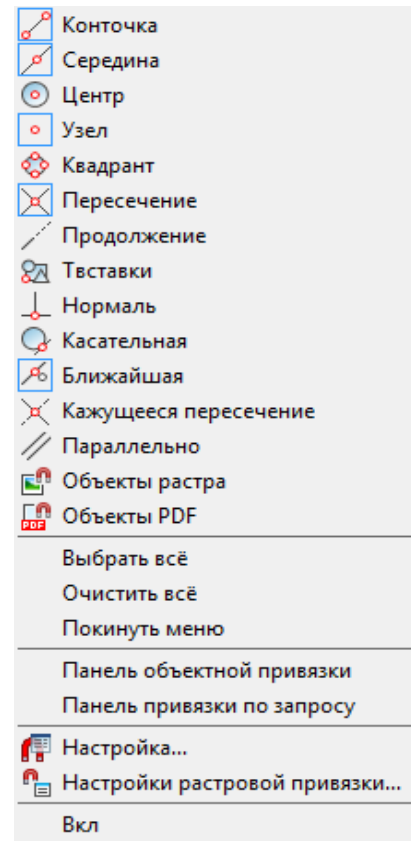 Конточка
Середина
Центр
Узел
Квадрант
Пересечение
Продолжение
Твставки
Нормаль
Касательная
Ближайшая
Кажущееся пересечение
Параллельно
Объекты растра
PDF Объекты PDF
Выбрать всё
Очистить всё
Покинуть меню
Панель объектной привязки
Панель привязки по запросу
Настройка...
Настройки растровой привязки...
Вкл